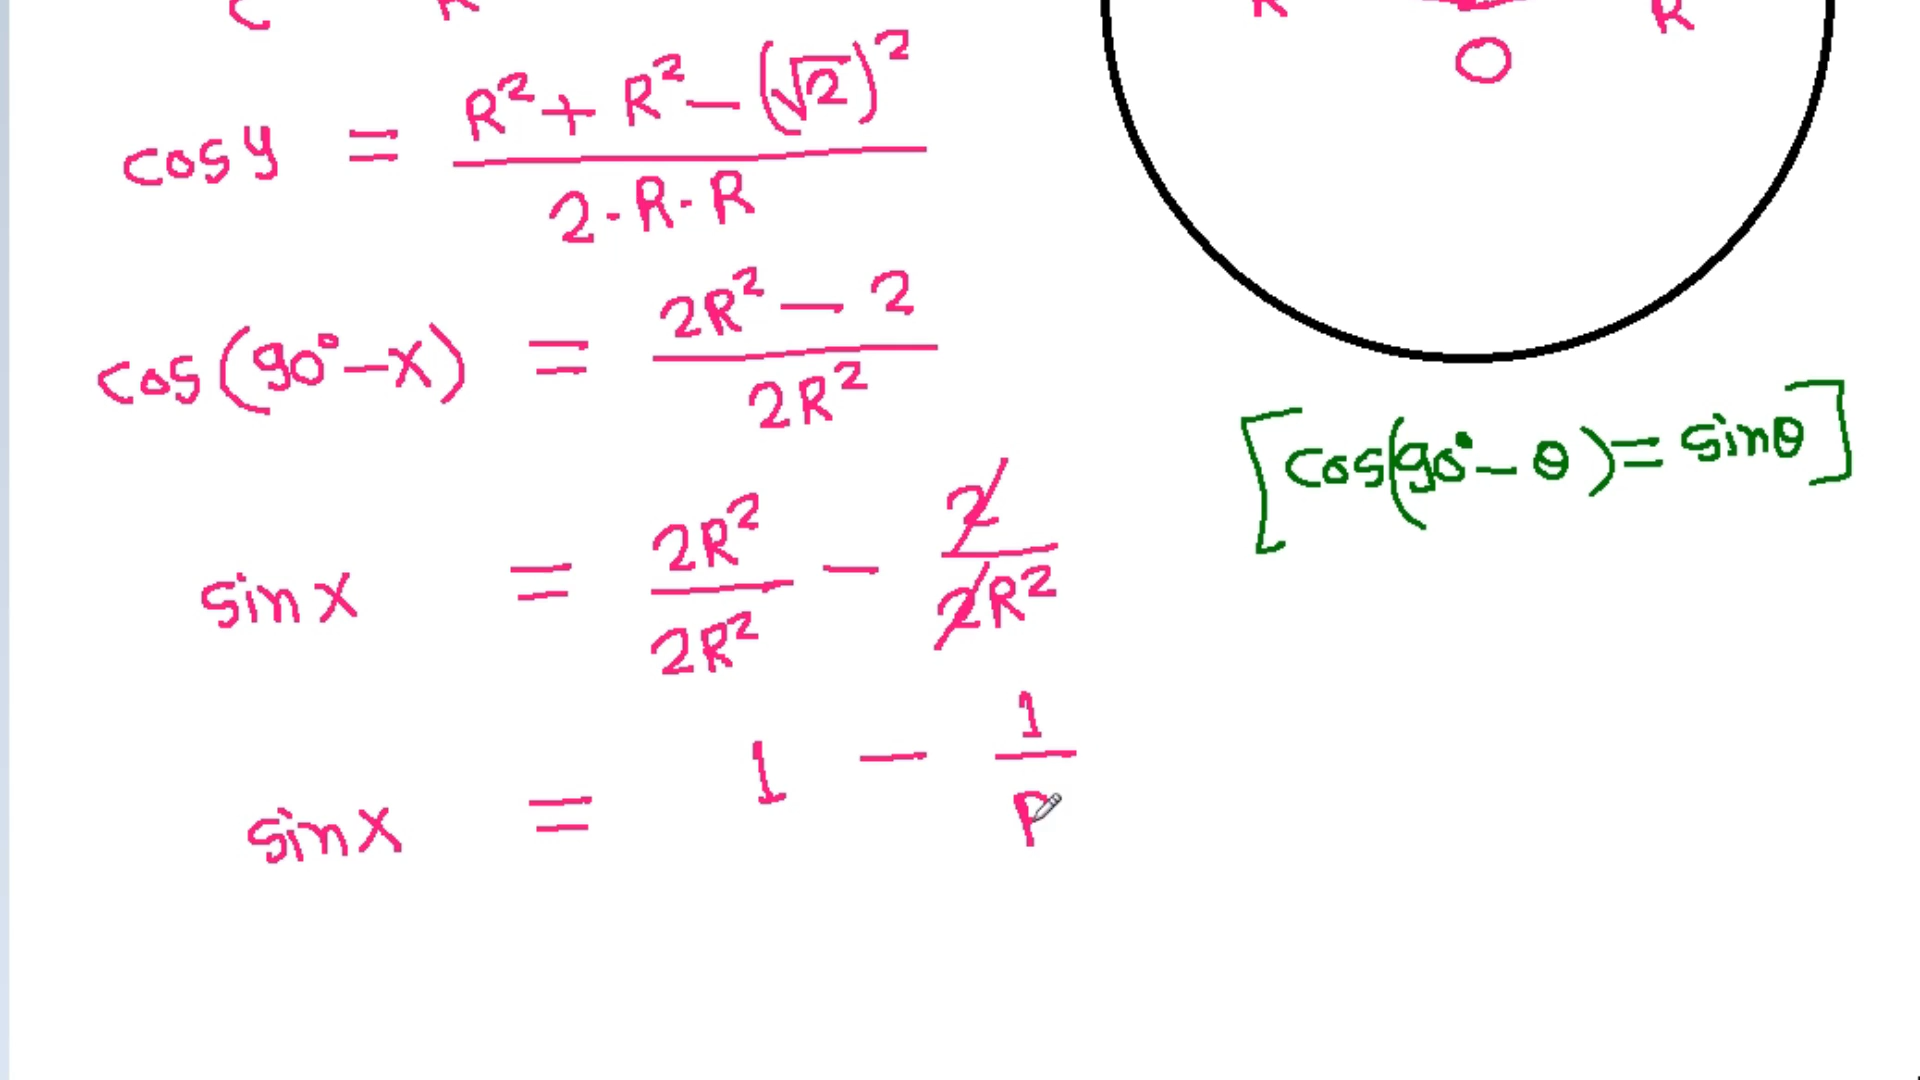 R R
O
cos y = (R² + R² − (√2)²) / (2·R·R)
cos(90° − x) = (2R² − 2) / (2R²)
[cos(90° − θ) = sinθ]
sin x = 2R²/2R² − 2/2R²
sin x = 1 − 1/